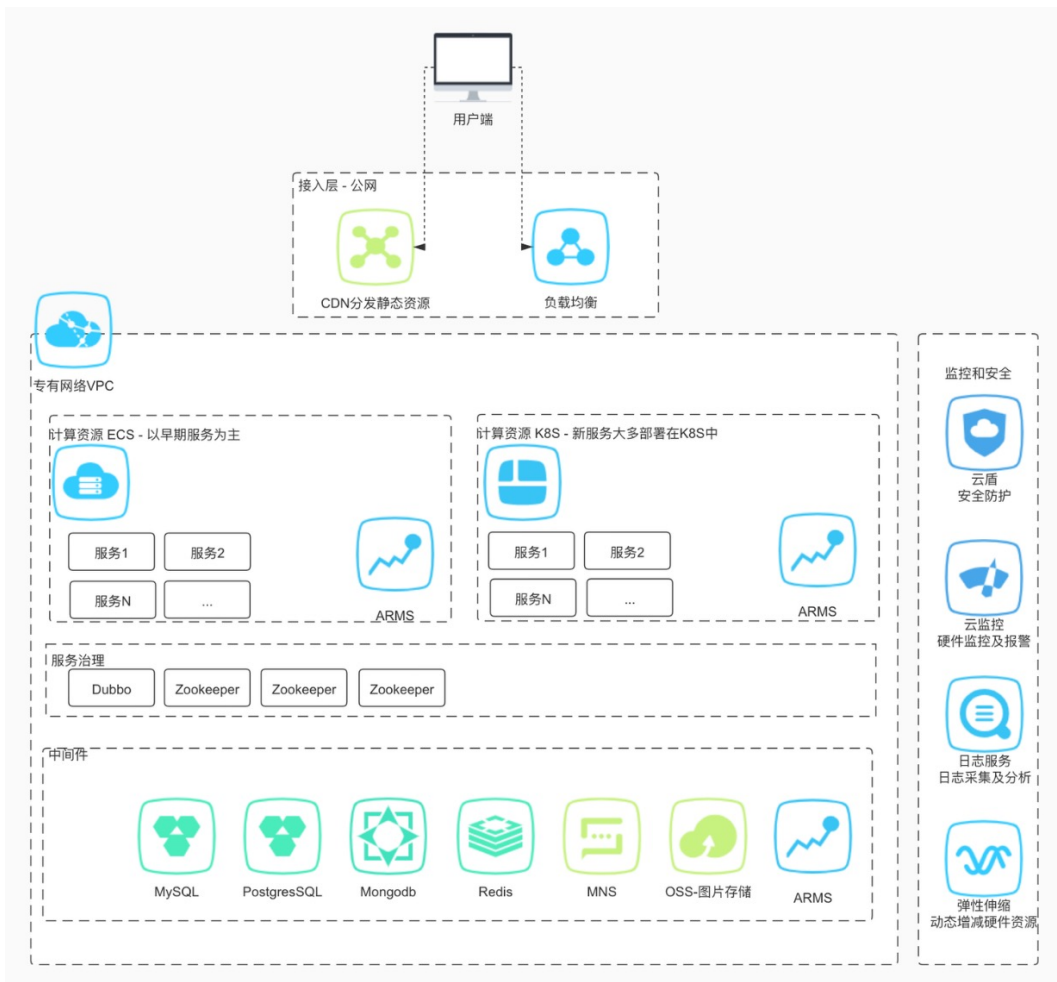 用户端
接入层 - 公网
CDN分发静态资源
负载均衡
专有网络VPC
计算资源 ECS - 以早期服务为主
服务1
服务2
服务N
...
ARMS
计算资源 K8S - 新服务大多部署在K8S中
服务1
服务2
服务N
...
ARMS
服务治理
Dubbo
Zookeeper
Zookeeper
Zookeeper
中间件
MySQL
PostgresSQL
Mongodb
Redis
MNS
OSS-图片存储
ARMS
监控和安全
云盾
安全防护
云监控
硬件监控及报警
日志服务
日志采集及分析
弹性伸缩
动态增减硬件资源